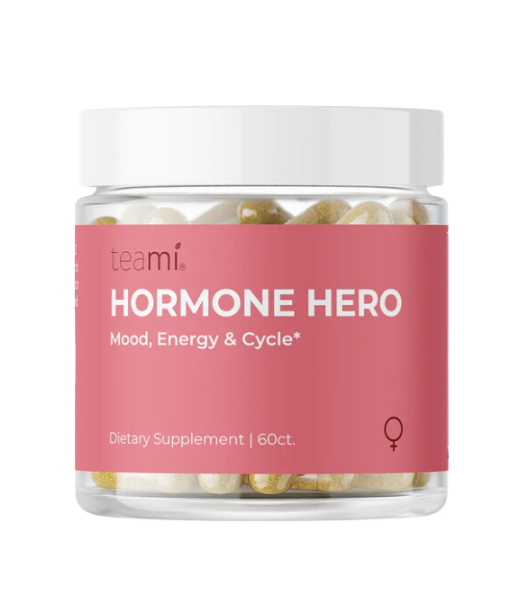 teami®
HORMONE HERO
Mood, Energy & Cycle*
Dietary Supplement | 60ct.